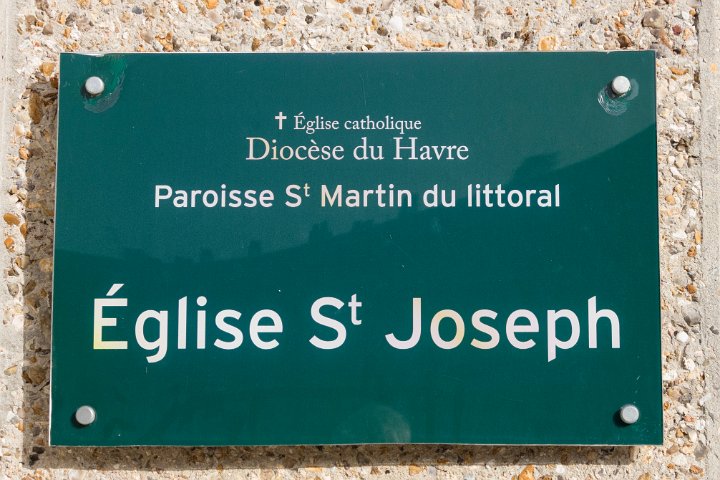 ✝ Église catholique
Diocèse du Havre
Paroisse Sᵗ Martin du littoral
Église Sᵗ Joseph